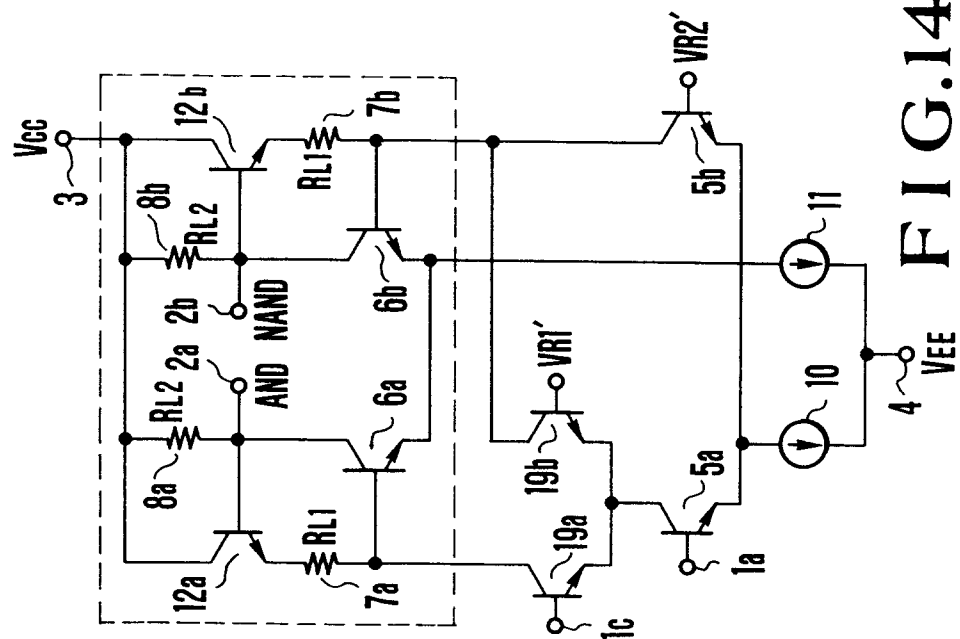 VCC
3
12b
8b
RL2
RL1
7b
2b
NAND
6b
2a
AND
RL2
8a
6a
12a
RL1
7a
VR2'
5b
VR1'
19b
19a
1c
5a
1a
11
10
4
VEE
FIG.14